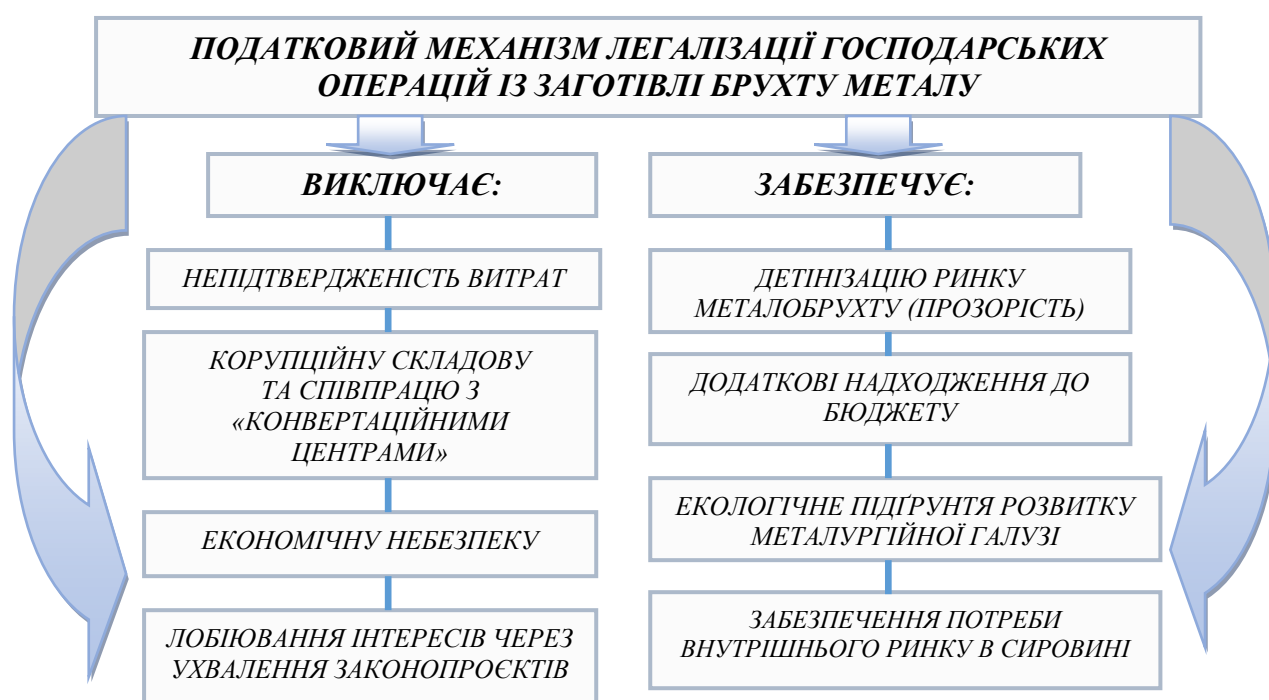 ПОДАТКОВИЙ МЕХАНІЗМ ЛЕГАЛІЗАЦІЇ ГОСПОДАРСЬКИХ
ОПЕРАЦІЙ ІЗ ЗАГОТІВЛІ БРУХТУ МЕТАЛУ
ВИКЛЮЧАЄ:
НЕПІДТВЕРДЖЕНІСТЬ ВИТРАТ
КОРУПЦІЙНУ СКЛАДОВУ
ТА СПІВПРАЦЮ З
«КОНВЕРТАЦІЙНИМИ
ЦЕНТРАМИ»
ЕКОНОМІЧНУ НЕБЕЗПЕКУ
ЛОБІЮВАННЯ ІНТЕРЕСІВ ЧЕРЕЗ
УХВАЛЕННЯ ЗАКОНОПРОЄКТІВ
ЗАБЕЗПЕЧУЄ:
ДЕТІНІЗАЦІЮ РИНКУ
МЕТАЛОБРУХТУ (ПРОЗОРІСТЬ)
ДОДАТКОВІ НАДХОДЖЕННЯ ДО
БЮДЖЕТУ
ЕКОЛОГІЧНЕ ПІДҐРУНТЯ РОЗВИТКУ
МЕТАЛУРГІЙНОЇ ГАЛУЗІ
ЗАБЕЗПЕЧЕННЯ ПОТРЕБИ
ВНУТРІШНЬОГО РИНКУ В СИРОВИНІ